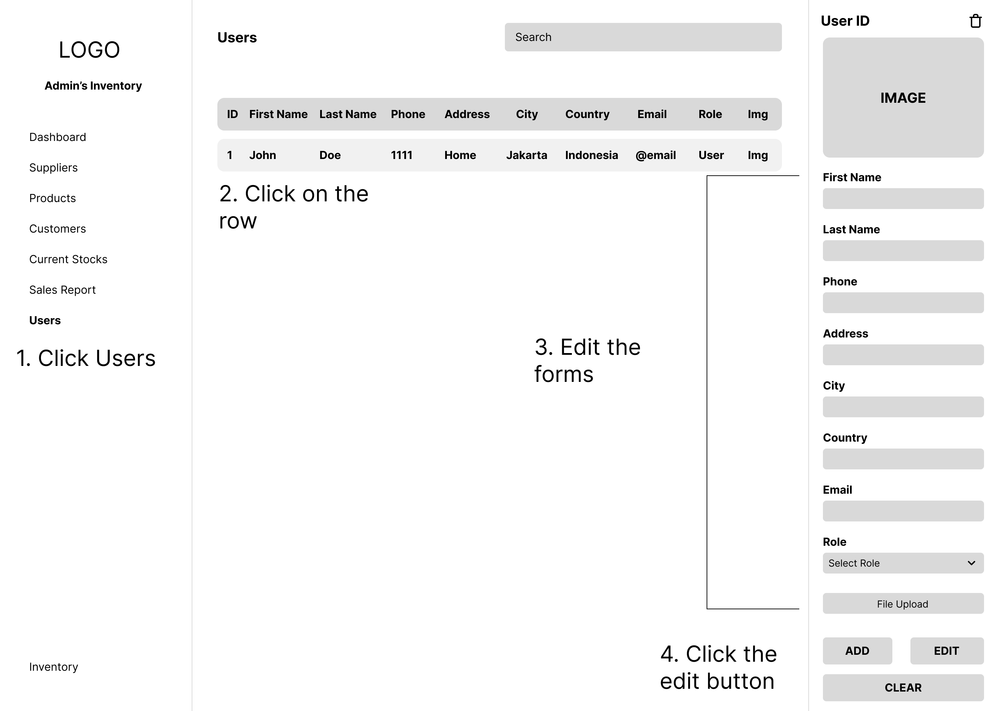 LOGO
Admin’s Inventory
Dashboard
Suppliers
Products
Customers
Current Stocks
Sales Report
Users
1. Click Users
Inventory
Users
Search
ID First Name Last Name Phone Address City Country Email Role Img
1 John Doe 1111 Home Jakarta Indonesia @email User Img
2. Click on the
row
3. Edit the
forms
4. Click the
edit button
User ID
IMAGE
First Name
Last Name
Phone
Address
City
Country
Email
Role
Select Role
File Upload
ADD EDIT
CLEAR